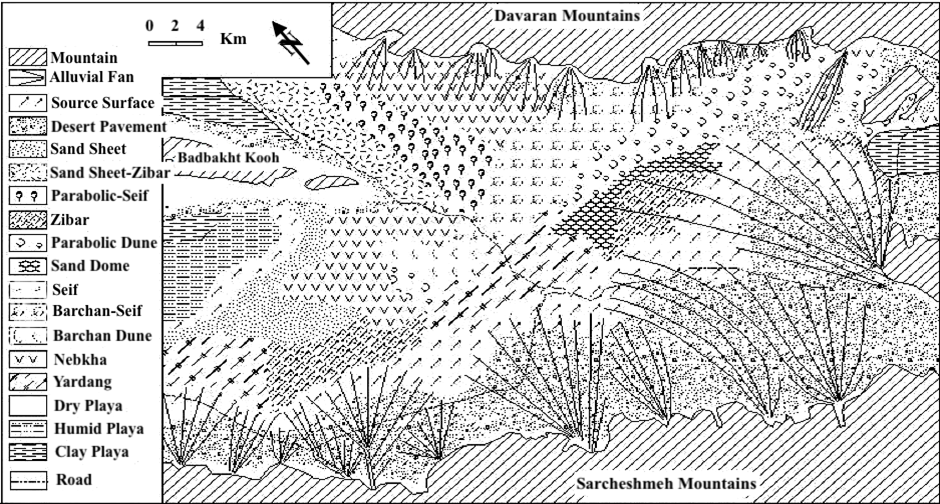 Davaran Mountains
0 2 4 Km
N
Mountain
Alluvial Fan
Source Surface
Desert Pavement
Sand Sheet
Sand Sheet-Zibar
Parabolic-Seif
Zibar
Parabolic Dune
Sand Dome
Seif
Barchan-Seif
Barchan Dune
Nebkha
Yardang
Dry Playa
Humid Playa
Clay Playa
Road
Badbakht Kooh
Sarcheshmeh Mountains